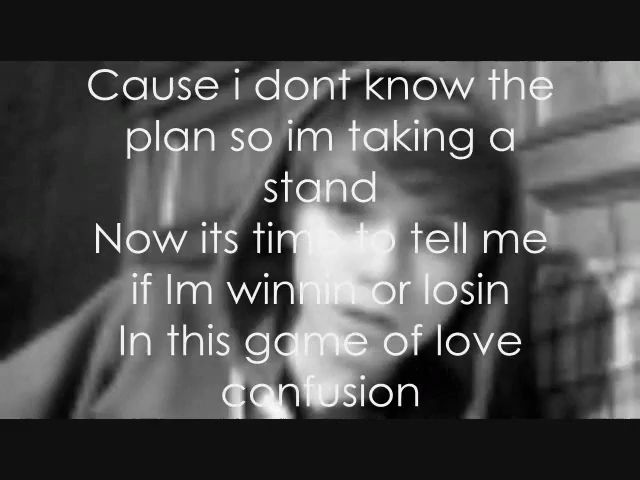 Cause i dont know the
plan so im taking a
stand
Now its time to tell me
if Im winnin or losin
In this game of love
confusion